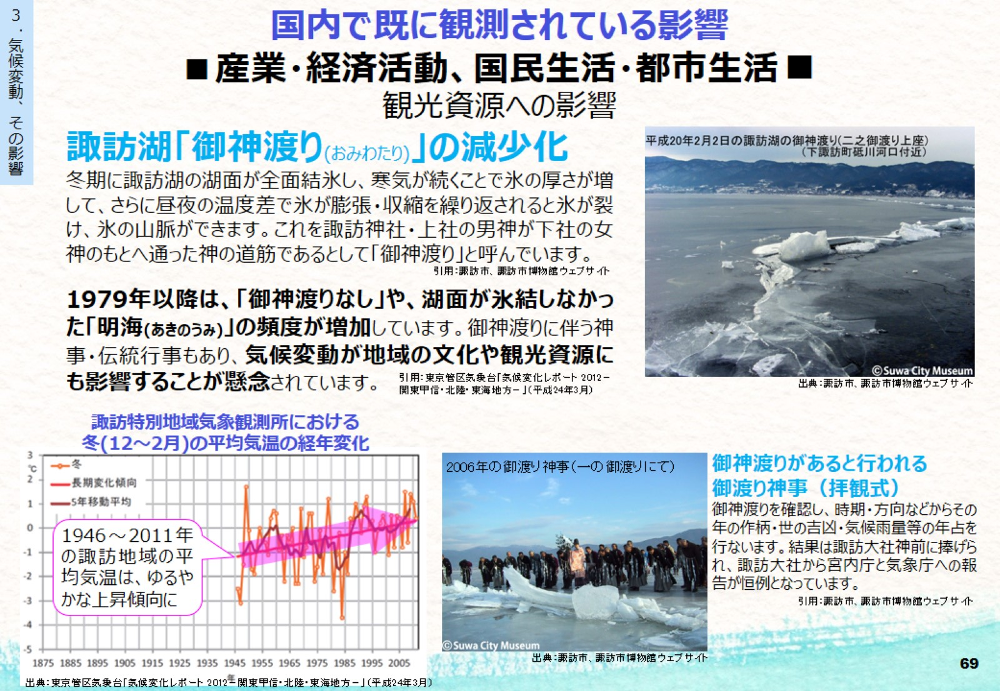 3．気候変動、その影響
国内で既に観測されている影響
■産業・経済活動、国民生活・都市生活■
観光資源への影響
諏訪湖「御神渡り(おみわたり)」の減少化
冬期に諏訪湖の湖面が全面結氷し、寒気が続くことで氷の厚さが増
して、さらに昼夜の温度差で氷が膨張・収縮を繰り返されると氷が裂
け、氷の山脈ができます。これを諏訪神社・上社の男神が下社の女
神のもとへ通った神の道筋であるとして「御神渡り」と呼んでいます。
引用：諏訪市、諏訪市博物館ウェブサイト
1979年以降は、「御神渡りなし」や、湖面が氷結しなかっ
た「明海(あきのうみ)」の頻度が増加しています。御神渡りに伴う神
事・伝統行事もあり、気候変動が地域の文化や観光資源に
も影響することが懸念されています。
引用：東京管区気象台「気候変化レポート 2012－
関東甲信・北陸・東海地方－」（平成24年3月）
平成20年2月2日の諏訪湖の御神渡り(二之御渡り上座)
（下諏訪町砥川河口付近）
©Suwa City Museum
出典：諏訪市、諏訪市博物館ウェブサイト
諏訪特別地域気象観測所における
冬(12～2月)の平均気温の経年変化
℃
3
2
1
0
-1
-2
-3
-4
-5
冬
長期変化傾向
5年移動平均
1946～2011年
の諏訪地域の平
均気温は、ゆるや
かな上昇傾向に
1875 1885 1895 1905 1915 1925 1935 1945 1955 1965 1975 1985 1995 2005
年
出典：東京管区気象台「気候変化レポート 2012－関東甲信・北陸・東海地方－」（平成24年3月）
2006年の御渡り神事（一の御渡りにて）
©Suwa City Museum
出典：諏訪市、諏訪市博物館ウェブサイト
御神渡りがあると行われる
御渡り神事（拝観式）
御神渡りを確認し、時期・方向などからその
年の作柄・世の吉凶・気候雨量等の年占を
行ないます。結果は諏訪大社神前に捧げら
れ、諏訪大社から宮内庁と気象庁への報
告が恒例となっています。
引用：諏訪市、諏訪市博物館ウェブサイト
69